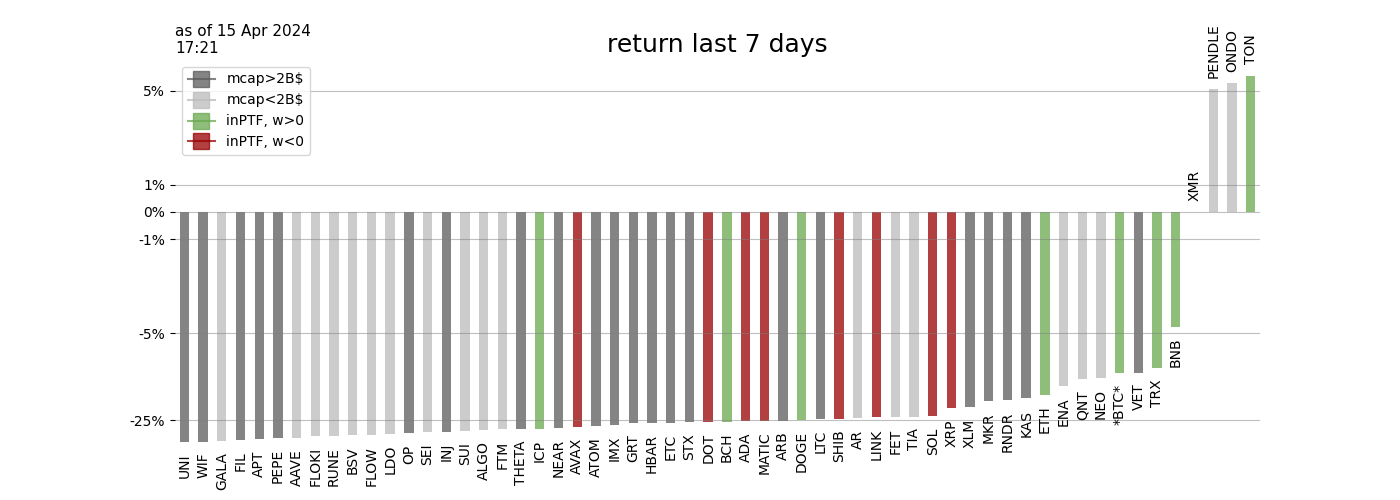 as of 15 Apr 2024
17:21
return last 7 days
mcap>2B$
mcap<2B$
inPTF, w>0
inPTF, w<0
5%
1%
0%
-1%
-5%
-25%
UNI
WIF
GALA
FIL
APT
PEPE
AAVE
FLOKI
RUNE
BSV
FLOW
LDO
OP
SEI
INJ
SUI
ALGO
FTM
THETA
ICP
NEAR
AVAX
ATOM
IMX
GRT
HBAR
ETC
STX
DOT
BCH
ADA
MATIC
ARB
DOGE
LTC
SHIB
AR
LINK
FET
TIA
SOL
XRP
XLM
MKR
RNDR
KAS
ETH
ENA
QNT
NEO
*BTC*
VET
TRX
BNB
XMR
PENDLE
ONDO
TON